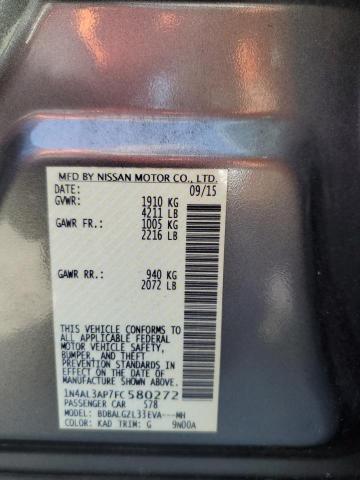 MFD BY NISSAN MOTOR CO., LTD.
DATE: 09/15
GVWR: 1910 KG
4211 LB
GAWR FR.: 1005 KG
2216 LB
GAWR RR.: 940 KG
2072 LB
THIS VEHICLE CONFORMS TO
ALL APPLICABLE FEDERAL
MOTOR VEHICLE SAFETY,
BUMPER, AND THEFT
PREVENTION STANDARDS IN
EFFECT ON THE DATE OF
MANUFACTURE SHOWN ABOVE.
1N4AL3AP7FC580272
PASSENGER CAR 578
MODEL: BDBALGZL33EVA---MH
COLOR: KAD TRIM: G 9N00A